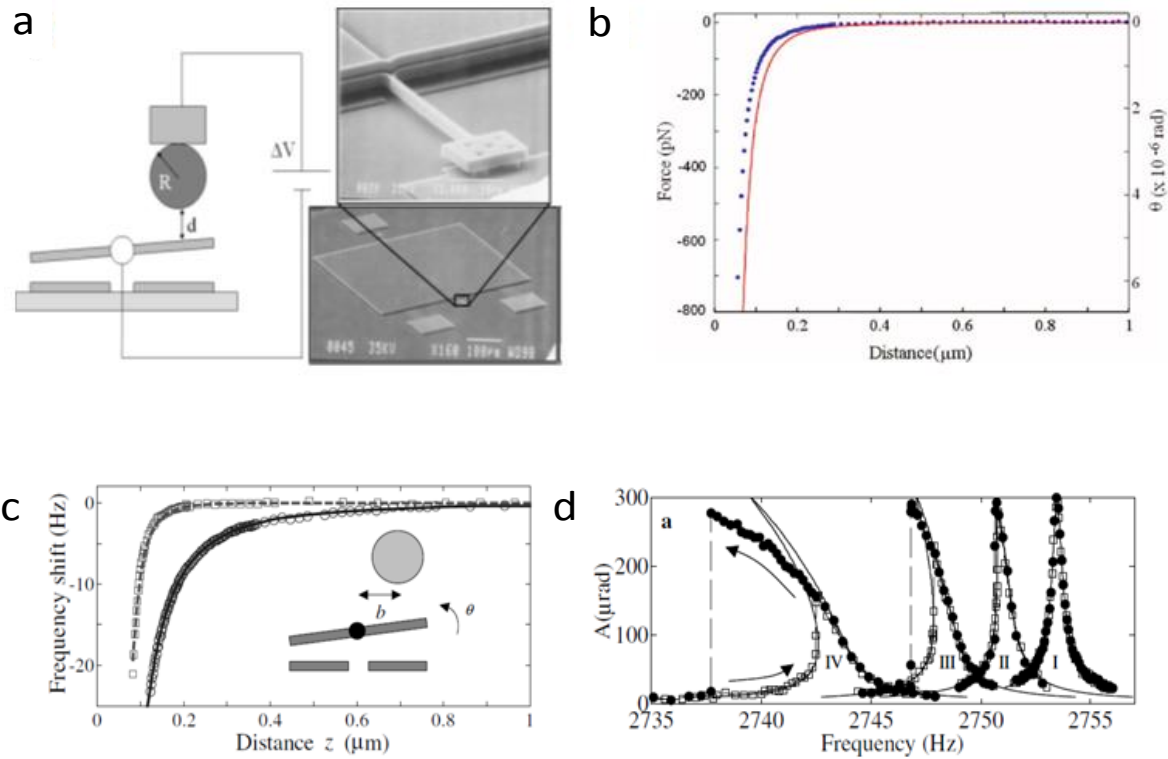 a
ΔV
R
d
0045 35KV X160 100μm WD90
b
0
-200
-400
-600
-800
Force (pN)
0
2
4
6
θ (x 10 -6 rad)
0
0.2
0.4
0.6
0.8
1
Distance(μm)
c
0
-10
-20
Frequency shift (Hz)
b
θ
0
0.2
0.4
0.6
0.8
1
Distance z (μm)
d
a
300
200
100
0
A(μrad)
IV
III
II
I
2735
2740
2745
2750
2755
Frequency (Hz)